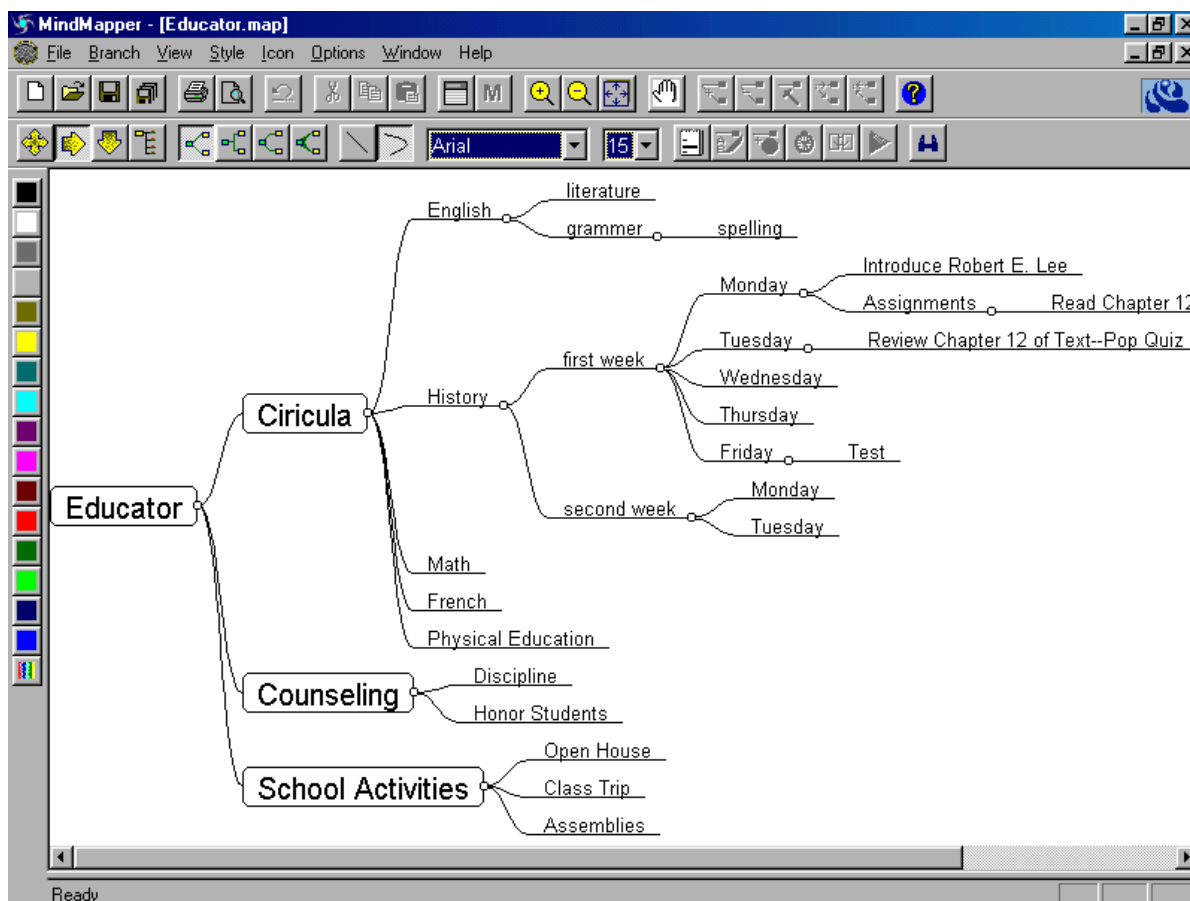 MindMapper - [Educator.map]
File Branch View Style Icon Options Window Help
M
Arial 15
literature
English
grammer spelling
Introduce Robert E. Lee
Monday
Assignments Read Chapter 12
Tuesday Review Chapter 12 of Text--Pop Quiz
first week
Wednesday
History
Thursday
Ciricula
Friday Test
Monday
second week
Tuesday
Educator
Math
French
Physical Education
Discipline
Counseling
Honor Students
Open House
School Activities
Class Trip
Assemblies
Ready